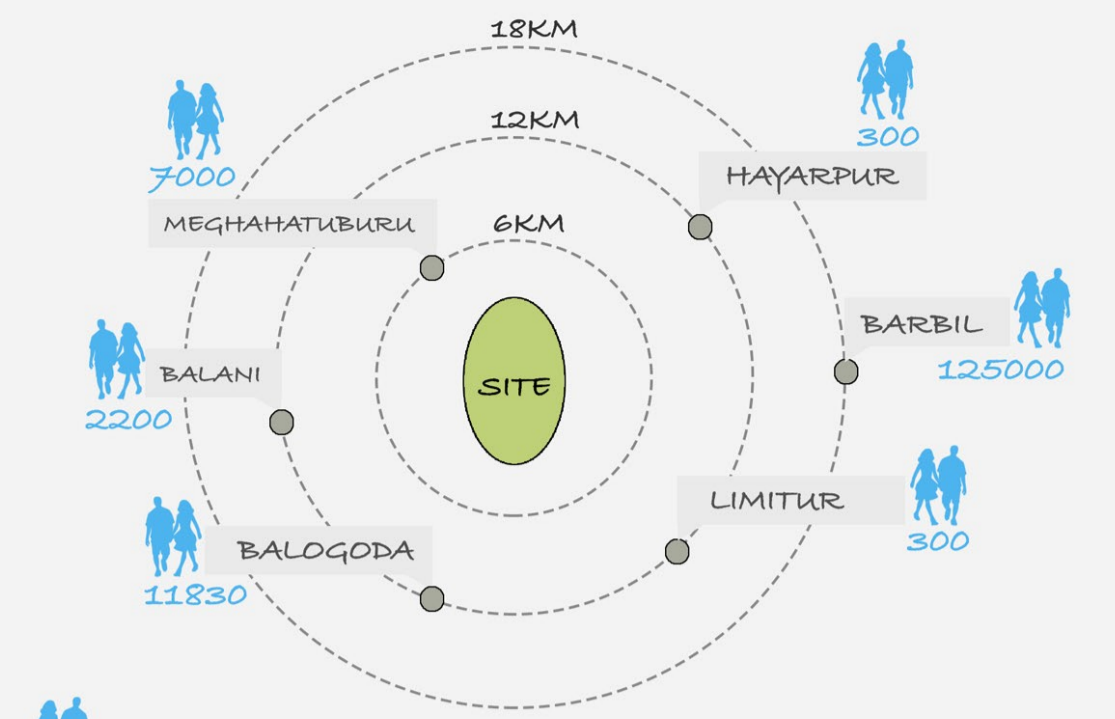 18KM
300
12KM
7000
HAYARPUR
MEGHAHATUBURU
6KM
BARBIL
125000
BALANI
SITE
2200
LIMITUR
300
BALOGODA
11830